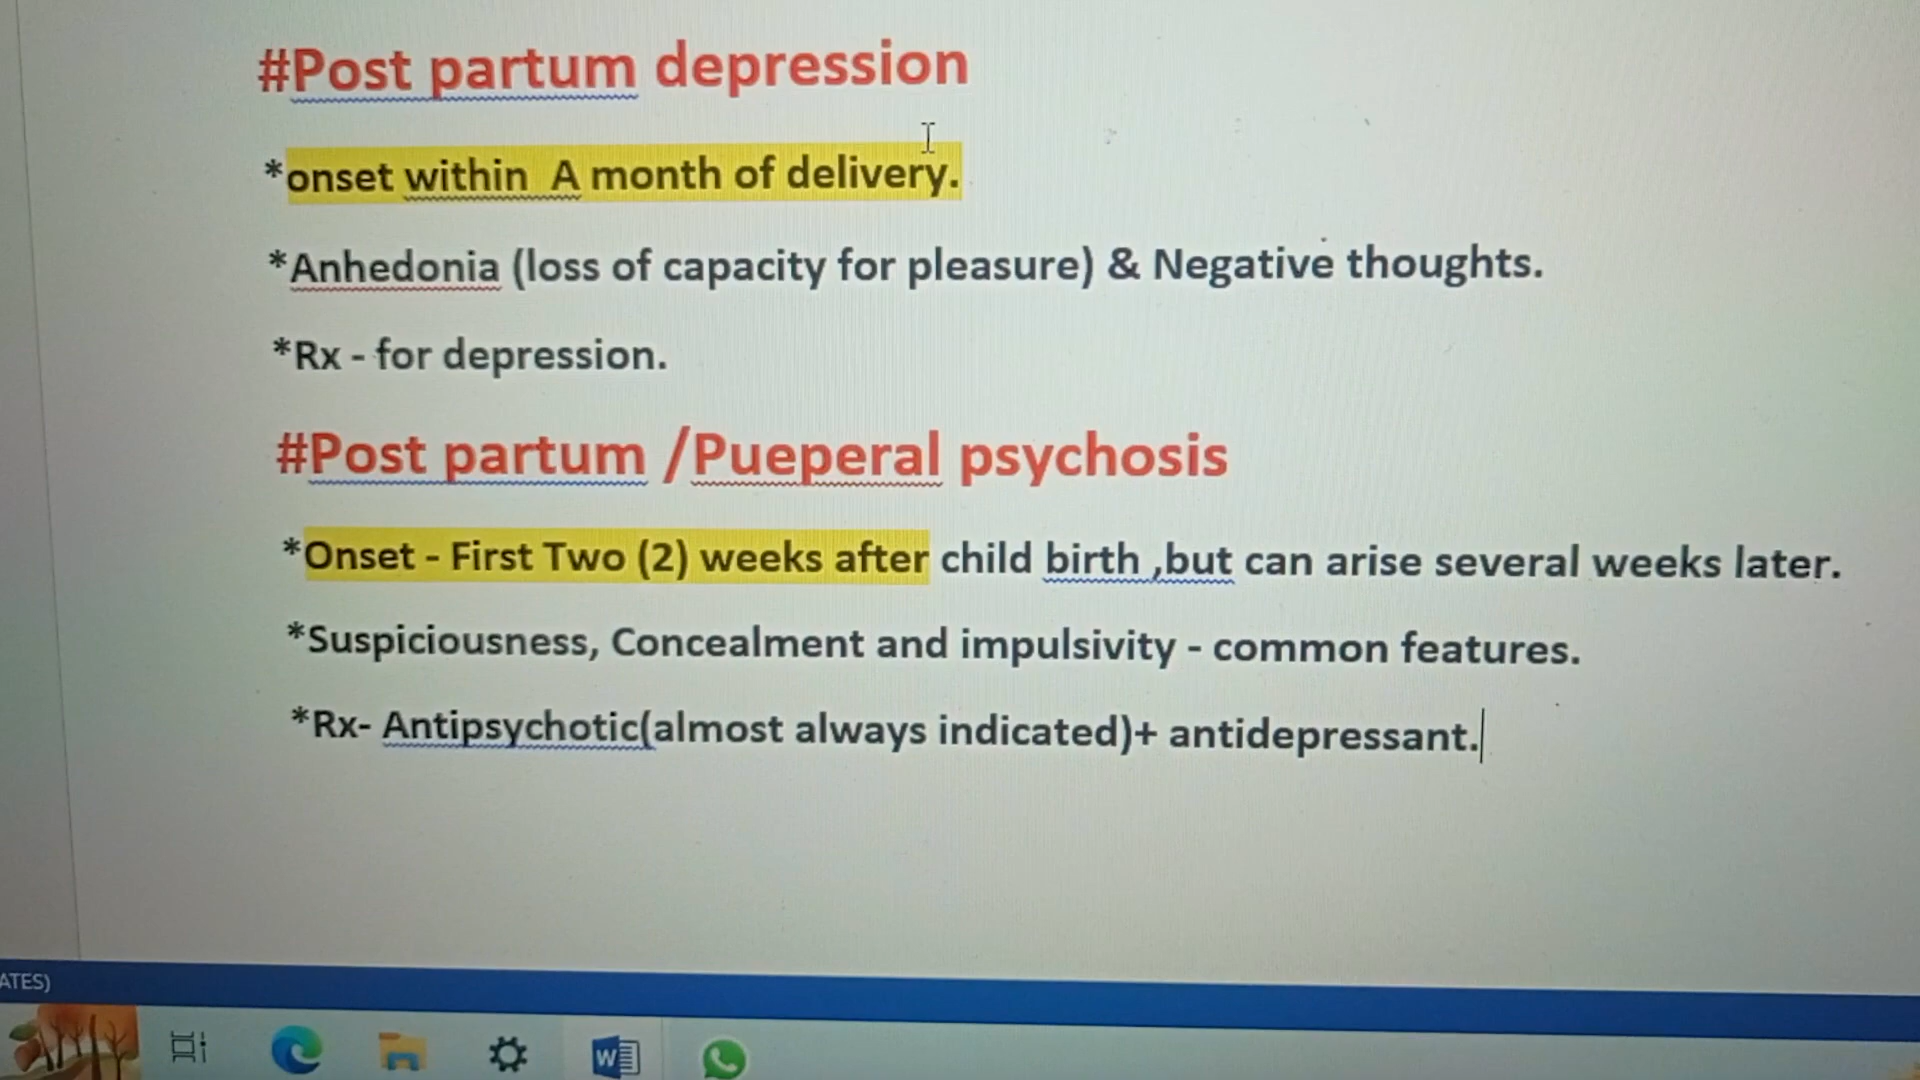 #Post partum depression
*onset within  A month of delivery.
*Anhedonia (loss of capacity for pleasure) & Negative thoughts.
*Rx - for depression.
#Post partum /Pueperal psychosis
*Onset - First Two (2) weeks after child birth ,but can arise several weeks later.
*Suspiciousness, Concealment and impulsivity - common features.
*Rx- Antipsychotic(almost always indicated)+ antidepressant.
ATES)
W